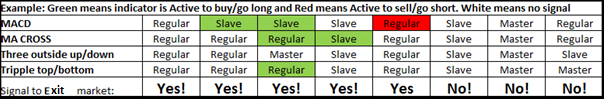 Example: Green means indicator is Active to buy/go long and Red means Active to sell/go short. White means no signal
MACD Regular Slave Slave Slave Regular Slave Master Regular
MA CROSS Regular Regular Regular Slave Regular Slave Master Regular
Three outside up/down Regular Regular Master Slave Regular Slave Master Slave
Tripple top/bottom Regular Regular Regular Slave Regular Slave Master Master
Signal to Exit market: Yes! Yes! Yes! Yes! Yes No! No! No!